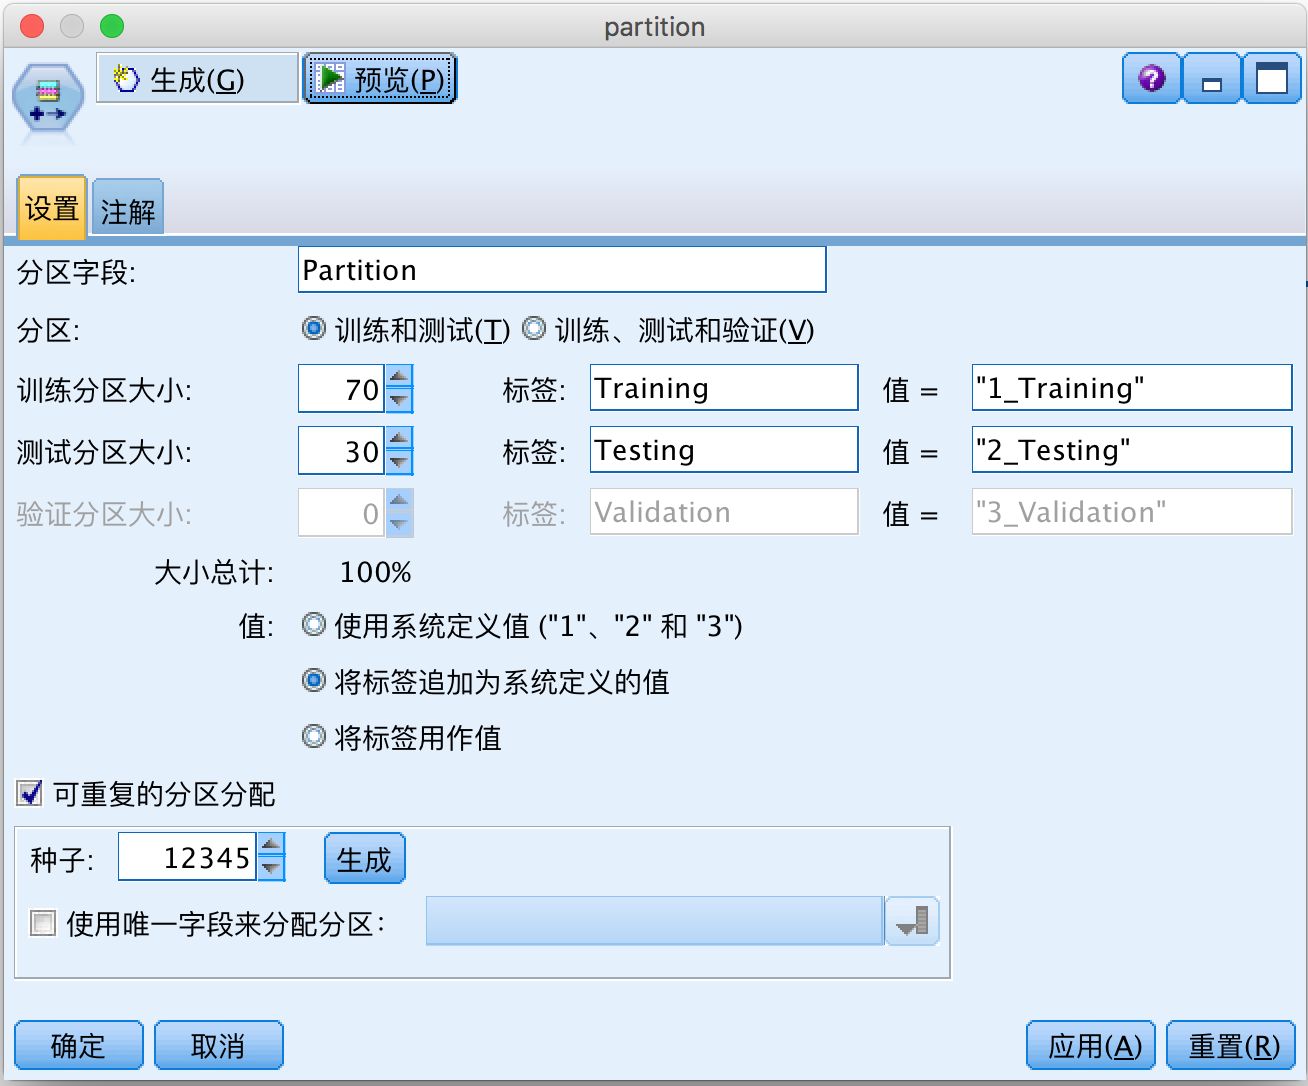 partition
生成(G) 预览(P)
设置 注解
分区字段: Partition
分区: 训练和测试(T) 训练、测试和验证(V)
训练分区大小: 70 标签: Training 值 = "1_Training"
测试分区大小: 30 标签: Testing 值 = "2_Testing"
验证分区大小: 0 标签: Validation 值 = "3_Validation"
大小总计: 100%
值: 使用系统定义值 ("1"、"2" 和 "3")
将标签追加为系统定义的值
将标签用作值
可重复的分区分配
种子: 12345 生成
使用唯一字段来分配分区:
确定 取消 应用(A) 重置(R)